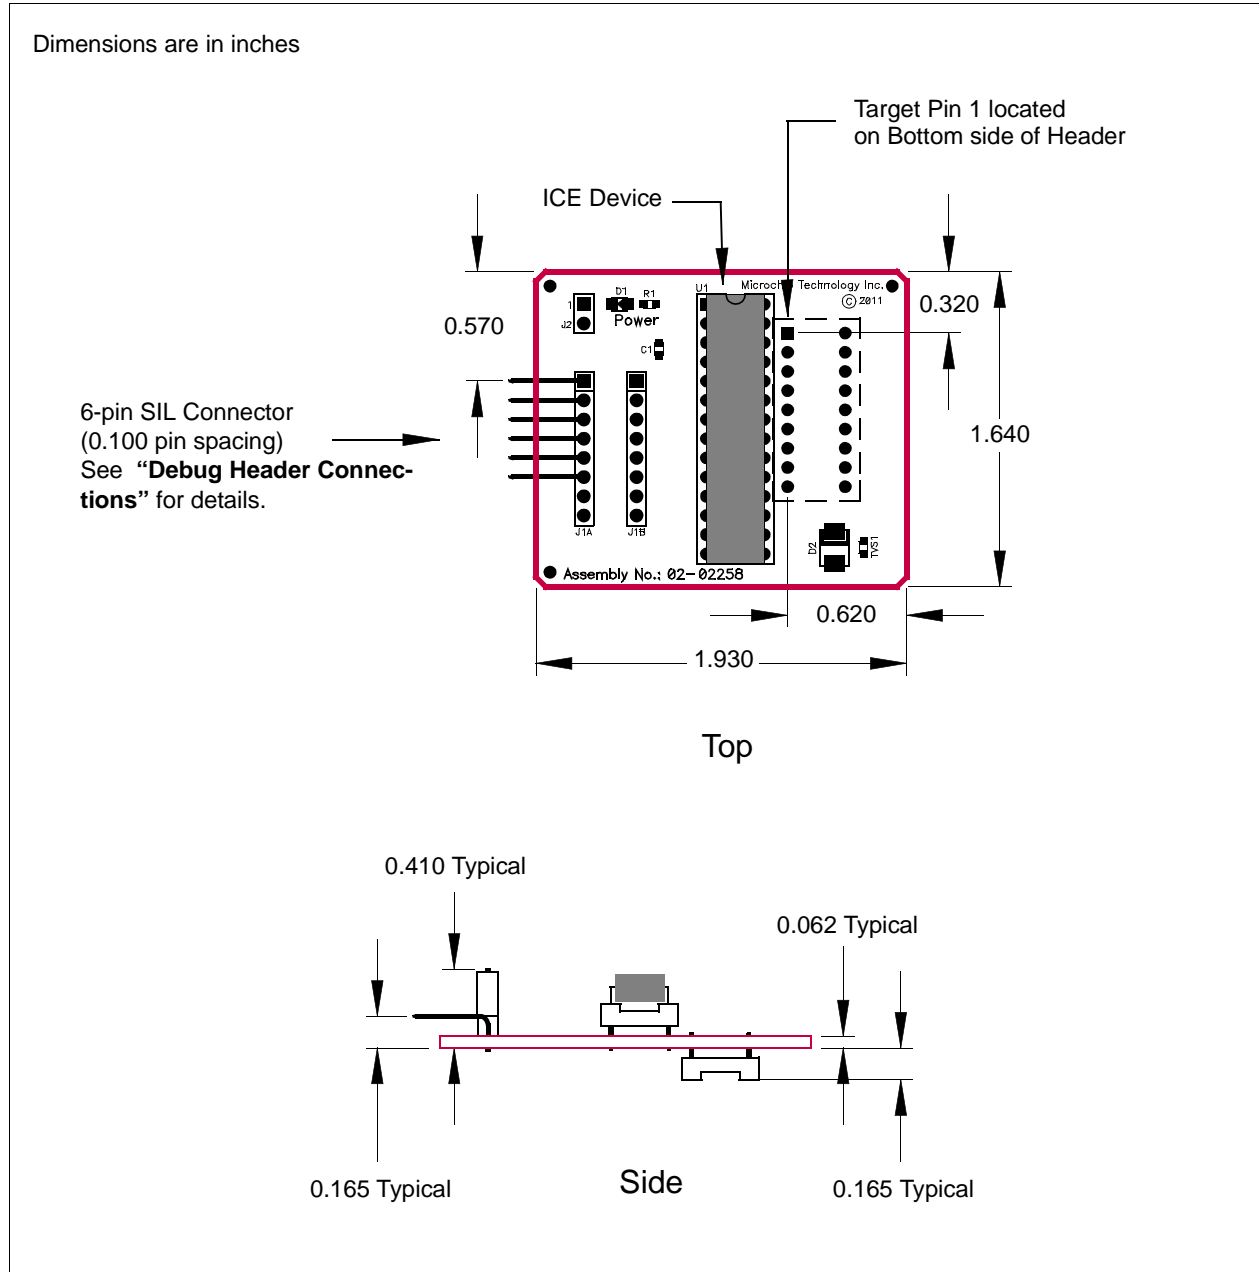 Dimensions are in inches
Target Pin 1 located
on Bottom side of Header
ICE Device
U1
Microch Technology Inc.
© 2011
D1
R1
1
J2
Power
C1
0.570
0.320
6-pin SIL Connector
(0.100 pin spacing)
See “Debug Header Connec-
tions” for details.
1.640
J1A
J1B
D2
TVS1
Assembly No.: 02-02258
0.620
1.930
Top
0.410 Typical
0.062 Typical
0.165 Typical
Side
0.165 Typical